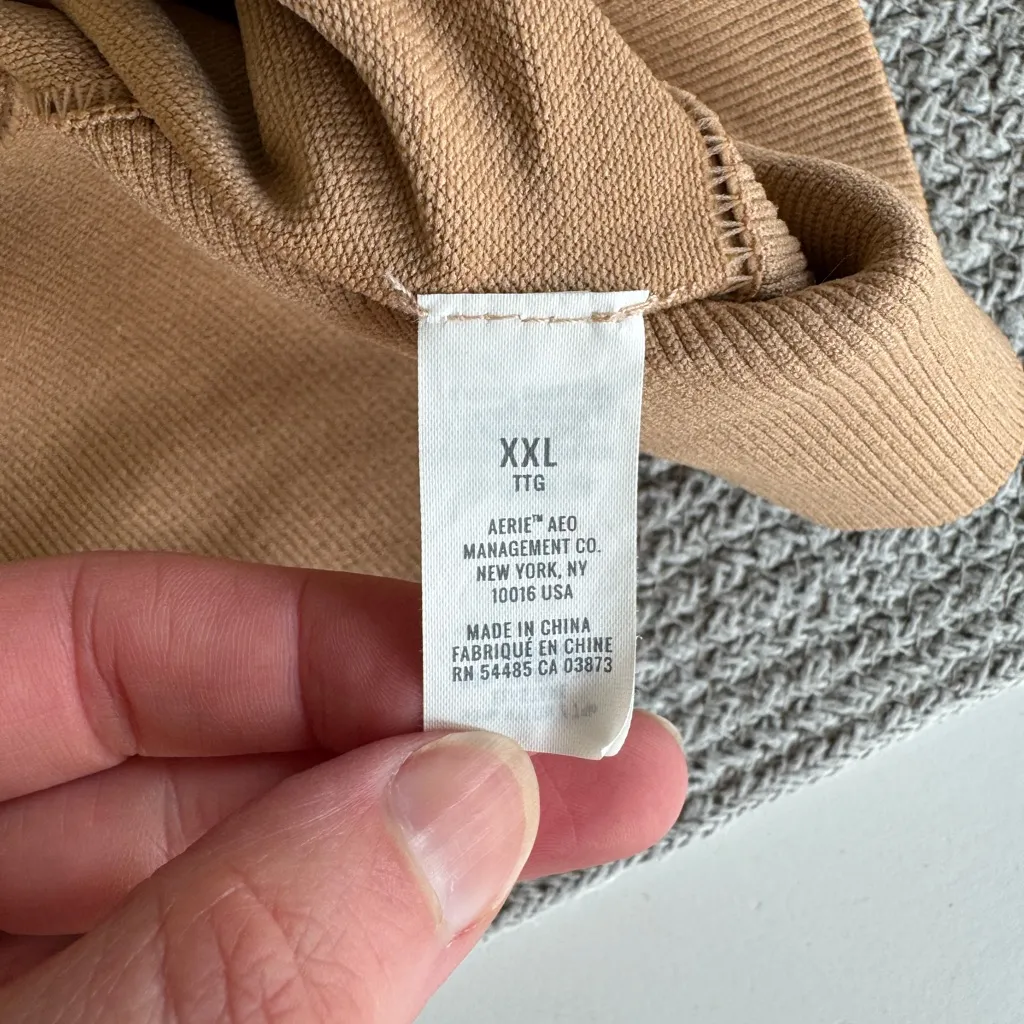 XXL
TTG
AERIE™ AEO
MANAGEMENT CO.
NEW YORK, NY
10016 USA
MADE IN CHINA
FABRIQUÉ EN CHINE
RN 54485 CA 03873